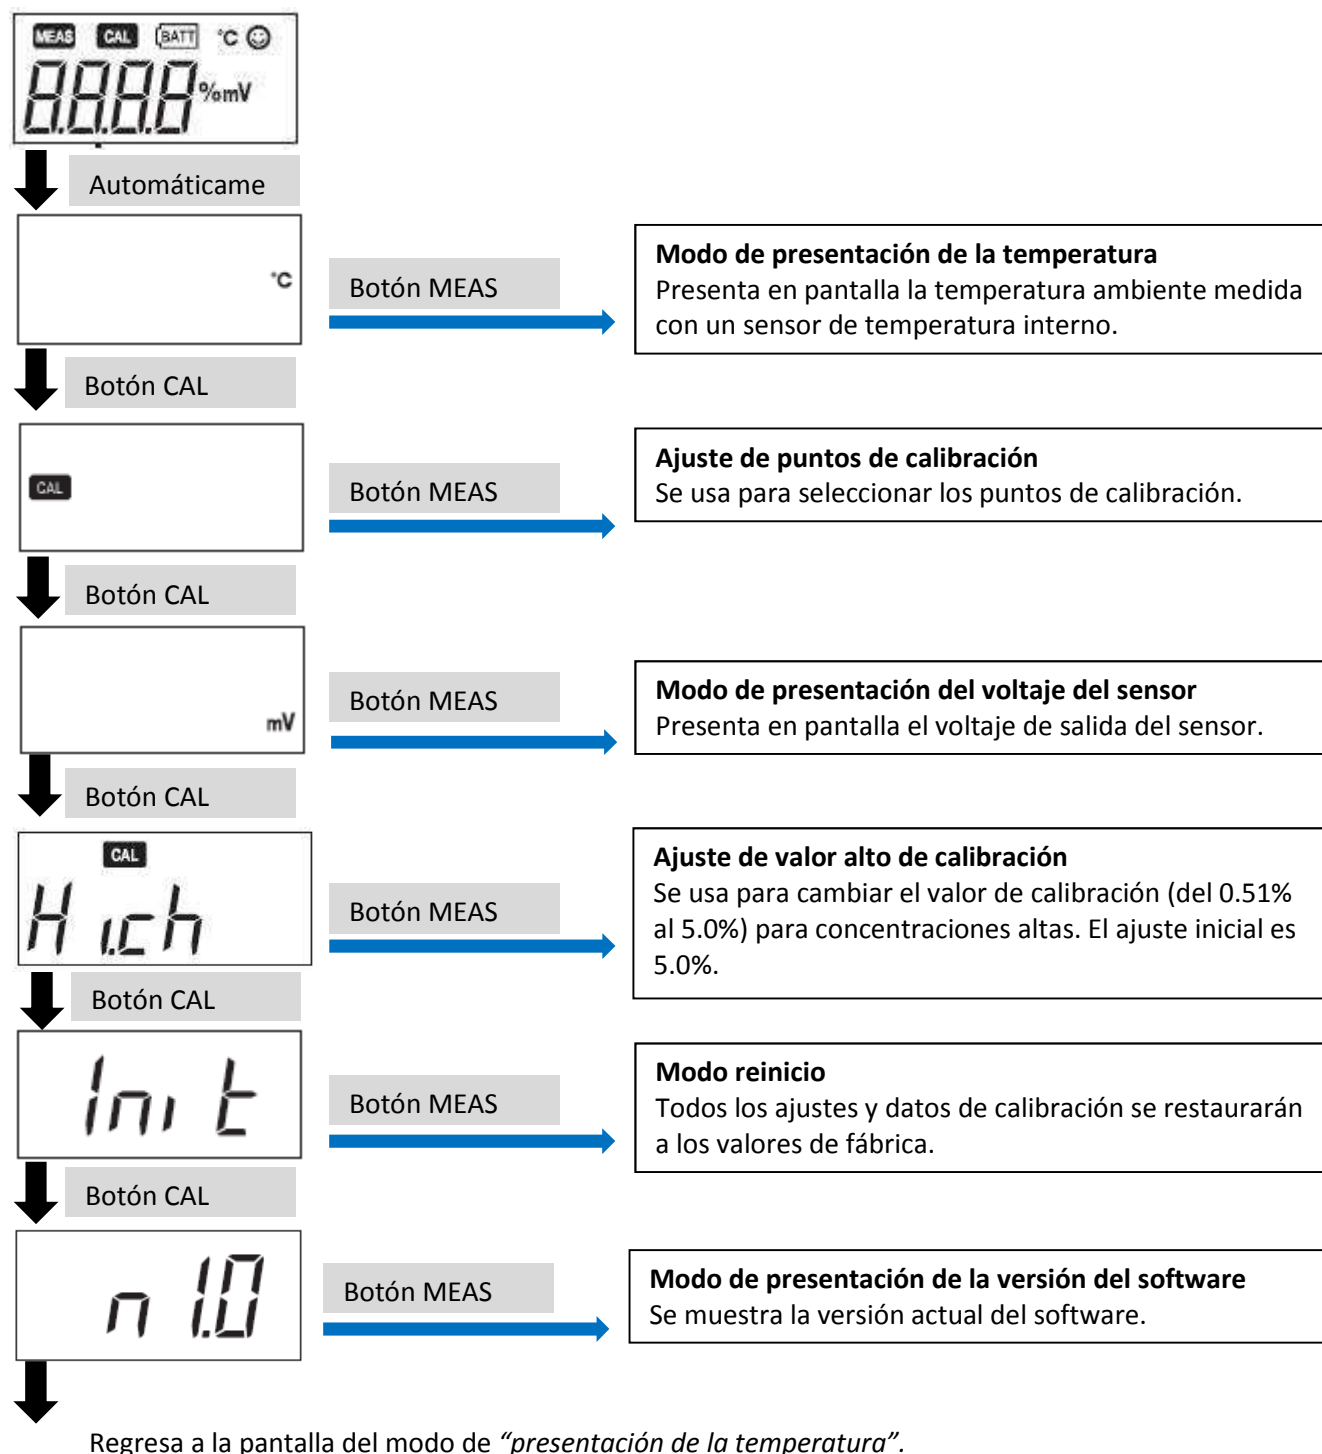 MEAS CAL BATT °C
8.8.8.8 %mV
Automáticame
°C
Botón MEAS
Modo de presentación de la temperatura
Presenta en pantalla la temperatura ambiente medida
con un sensor de temperatura interno.
Botón CAL
CAL
Botón MEAS
Ajuste de puntos de calibración
Se usa para seleccionar los puntos de calibración.
Botón CAL
mV
Botón MEAS
Modo de presentación del voltaje del sensor
Presenta en pantalla el voltaje de salida del sensor.
Botón CAL
CAL
H i.ch
Botón MEAS
Ajuste de valor alto de calibración
Se usa para cambiar el valor de calibración (del 0.51%
al 5.0%) para concentraciones altas. El ajuste inicial es
5.0%.
Botón CAL
Ini t
Botón MEAS
Modo reinicio
Todos los ajustes y datos de calibración se restaurarán
a los valores de fábrica.
Botón CAL
n 1.0
Botón MEAS
Modo de presentación de la versión del software
Se muestra la versión actual del software.
Regresa a la pantalla del modo de “presentación de la temperatura”.